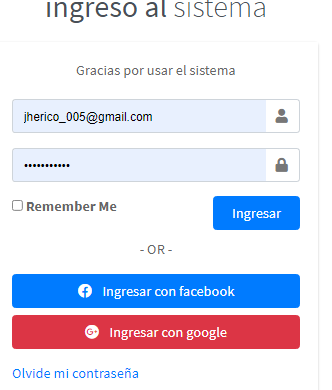 ingreso al sistema
Gracias por usar el sistema
jherico_005@gmail.com
•••••••••••
Remember Me
Ingresar
- OR -
Ingresar con facebook
Ingresar con google
Olvide mi contraseña